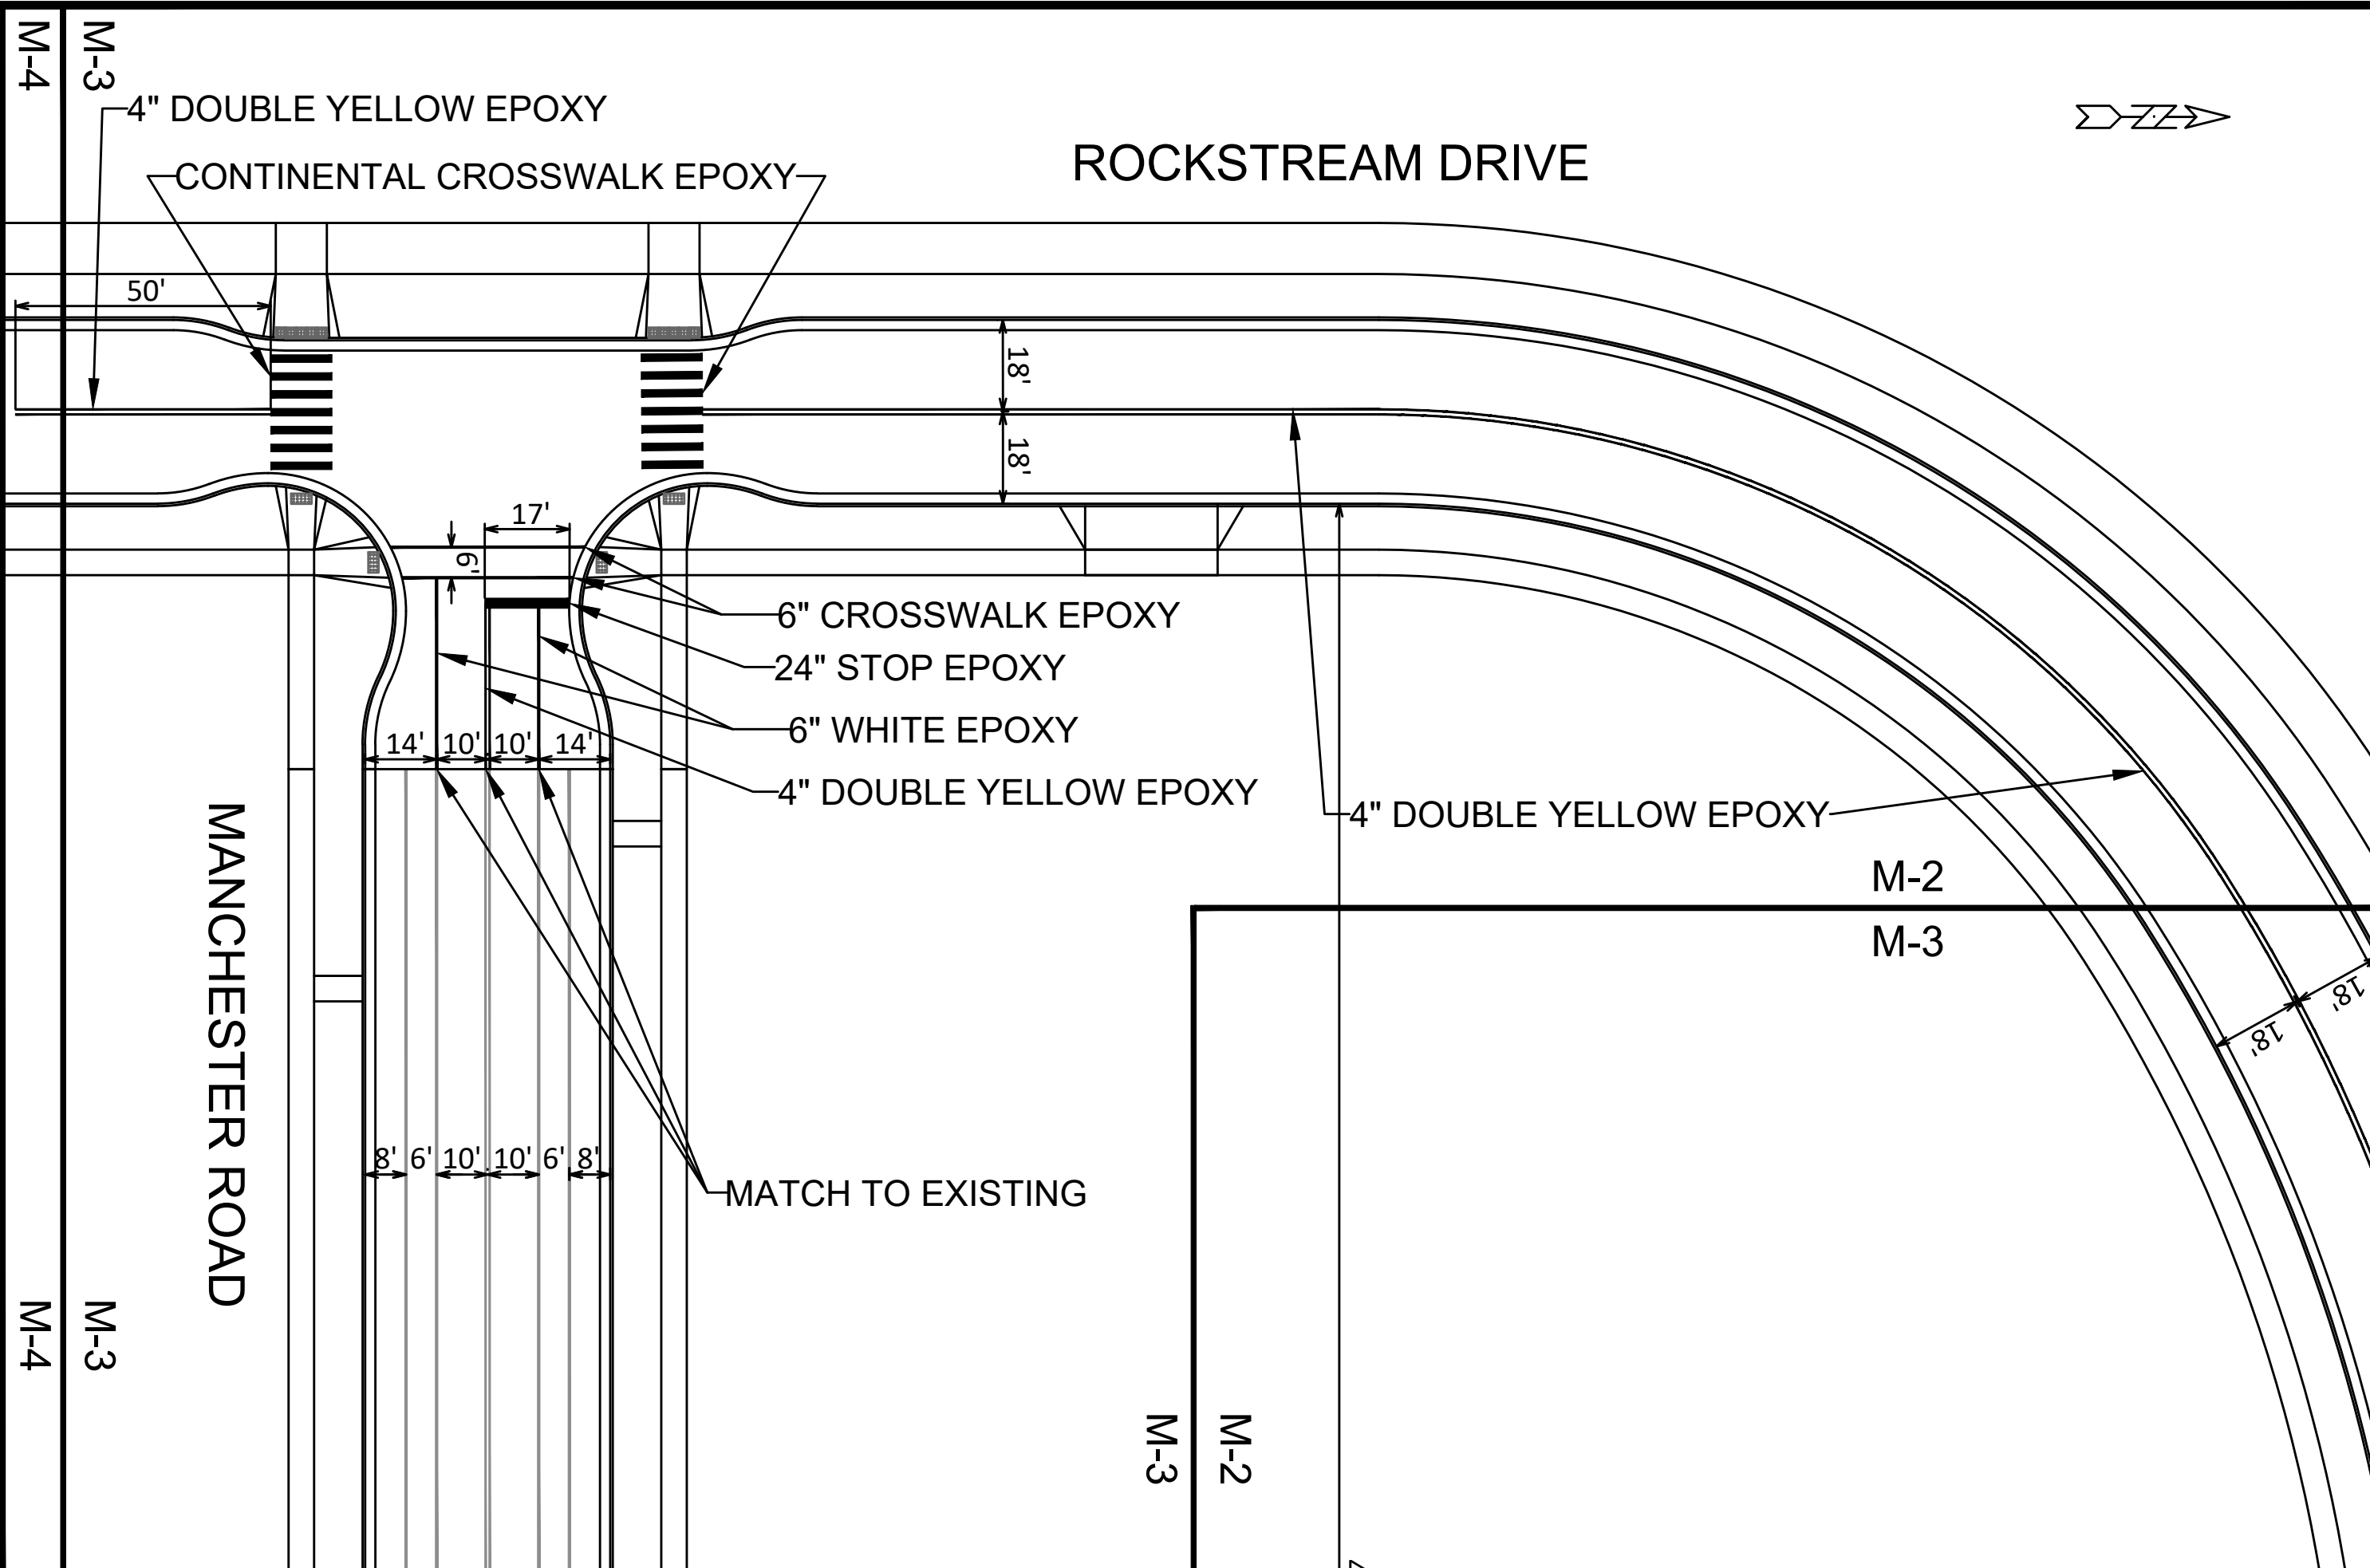 M-4
M-3
4" DOUBLE YELLOW EPOXY
CONTINENTAL CROSSWALK EPOXY
ROCKSTREAM DRIVE
50'
18'
18'
17'
6'
6" CROSSWALK EPOXY
24" STOP EPOXY
6" WHITE EPOXY
4" DOUBLE YELLOW EPOXY
14' 10' 10' 14'
4" DOUBLE YELLOW EPOXY
MANCHESTER ROAD
M-2
M-3
18'
18'
8' 6' 10' 10' 6' 8'
MATCH TO EXISTING
M-4
M-3
M-3
M-2